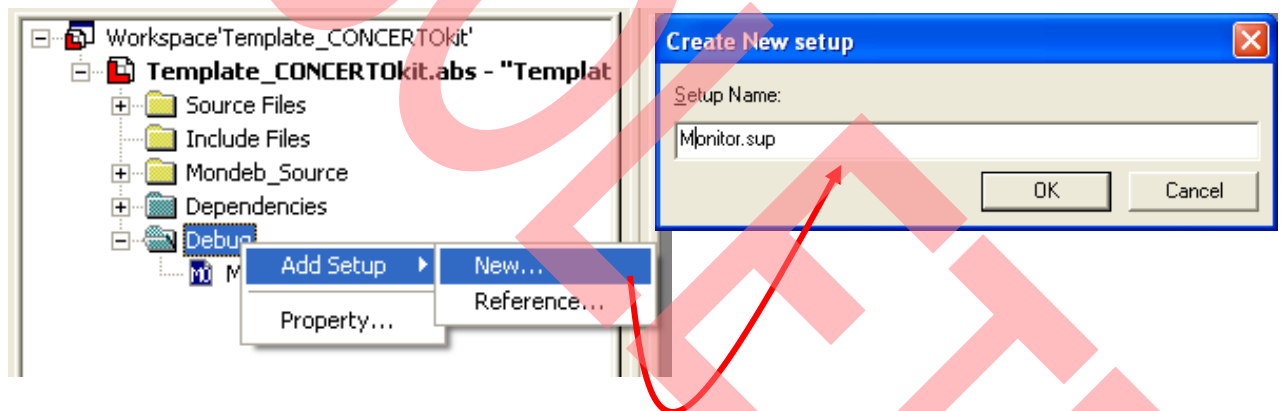 Workspace'Template_CONCERTOkit'
Template_CONCERTOkit.abs - "Templat
Source Files
Include Files
Mondeb_Source
Dependencies
Debug
M
Add Setup
Property...
New...
Reference...
Create New setup
Setup Name:
Monitor.sup
OK
Cancel